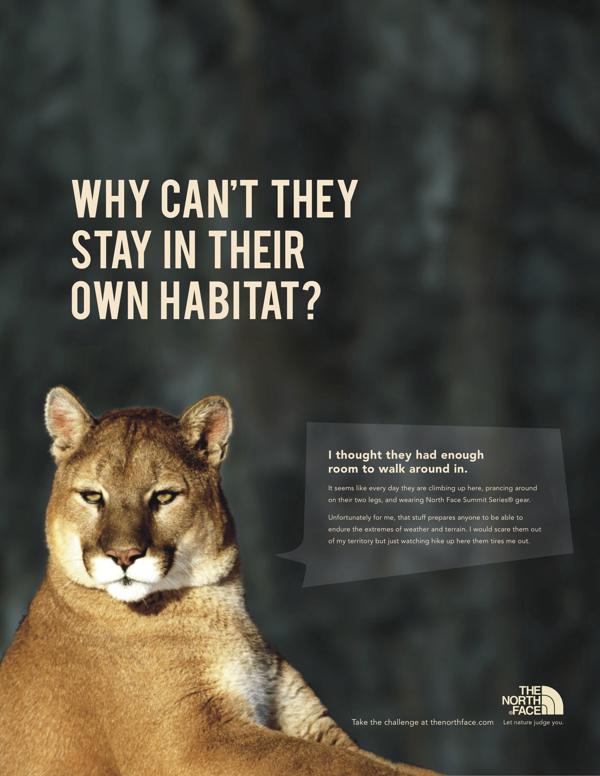 WHY CAN'T THEY
STAY IN THEIR
OWN HABITAT?
I thought they had enough
room to walk around in.
It seems like every day they are climbing up here, prancing around
on their two legs, and wearing North Face Summit Series® gear.
Unfortunately for me, that stuff prepares anyone to be able to
endure the extremes of weather and terrain. I would scare them out
of my territory but just watching hike up here them tires me out.
THE
NORTH
FACE
Take the challenge at thenorthface.com
Let nature judge you.